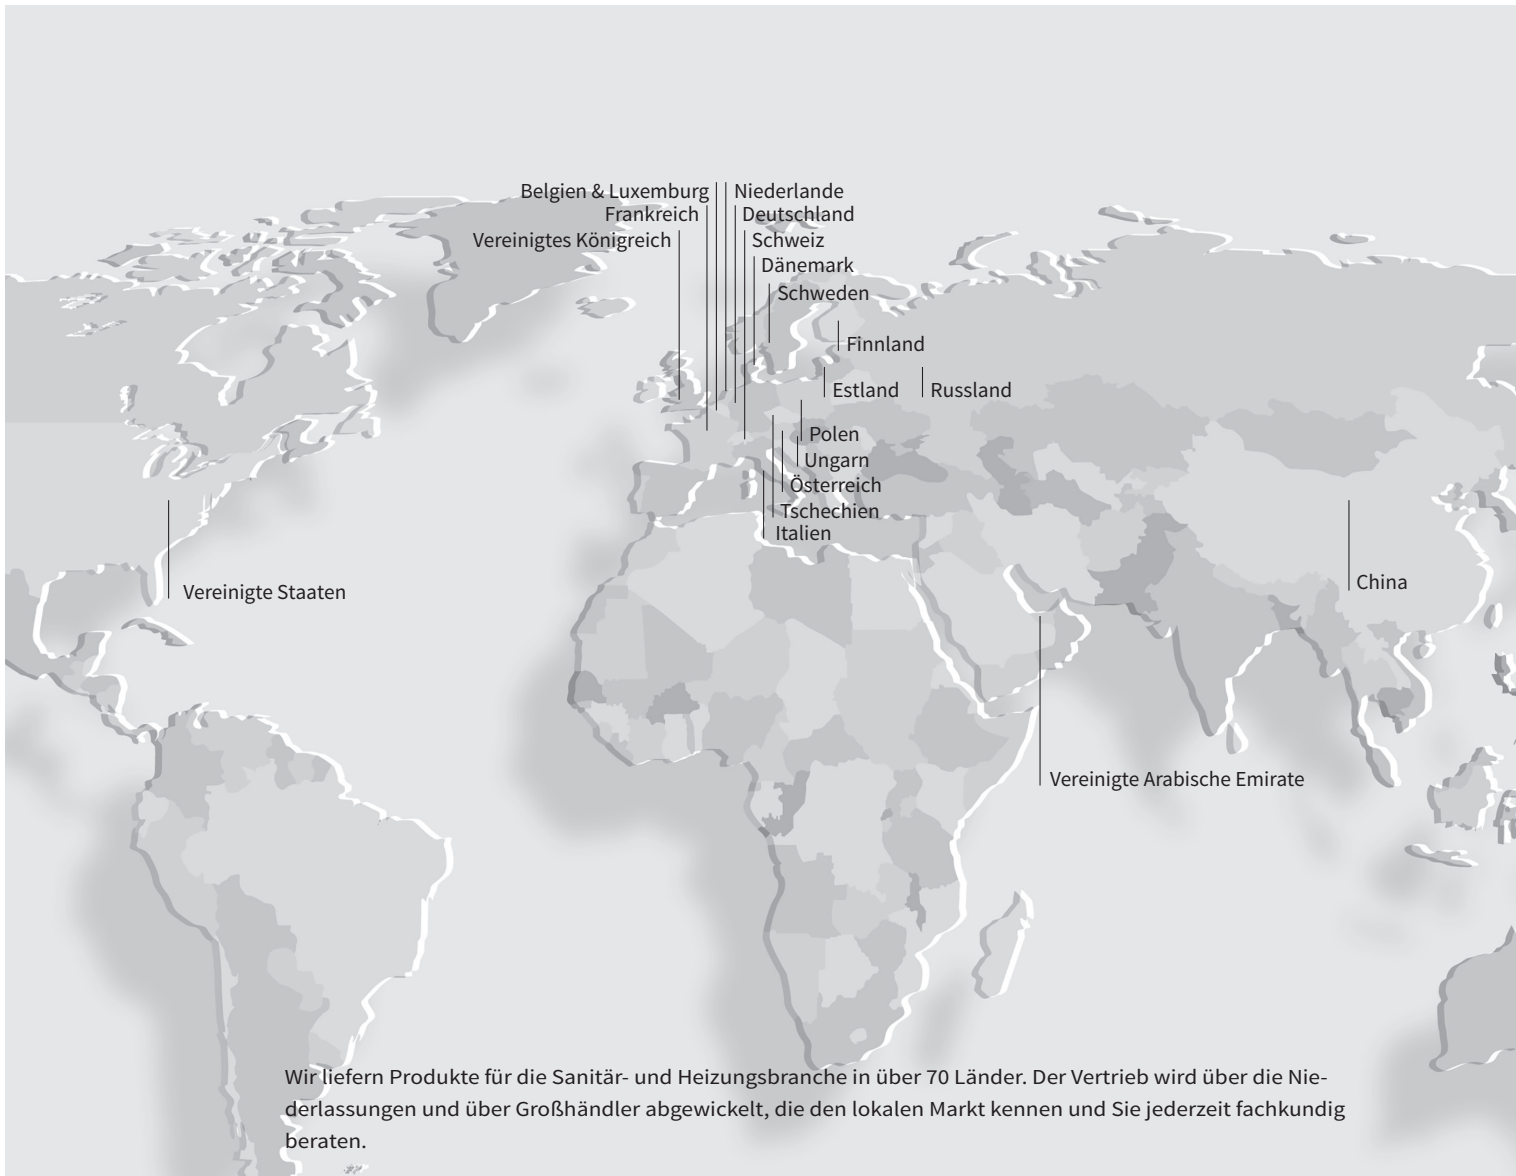 Belgien & Luxemburg
Niederlande
Frankreich
Deutschland
Vereinigtes Königreich
Schweiz
Dänemark
Schweden
Finnland
Estland
Russland
Polen
Ungarn
Österreich
Tschechien
Italien
Vereinigte Staaten
China
Vereinigte Arabische Emirate
Wir liefern Produkte für die Sanitär- und Heizungsbranche in über 70 Länder. Der Vertrieb wird über die Nie-
derlassungen und über Großhändler abgewickelt, die den lokalen Markt kennen und Sie jederzeit fachkundig
beraten.